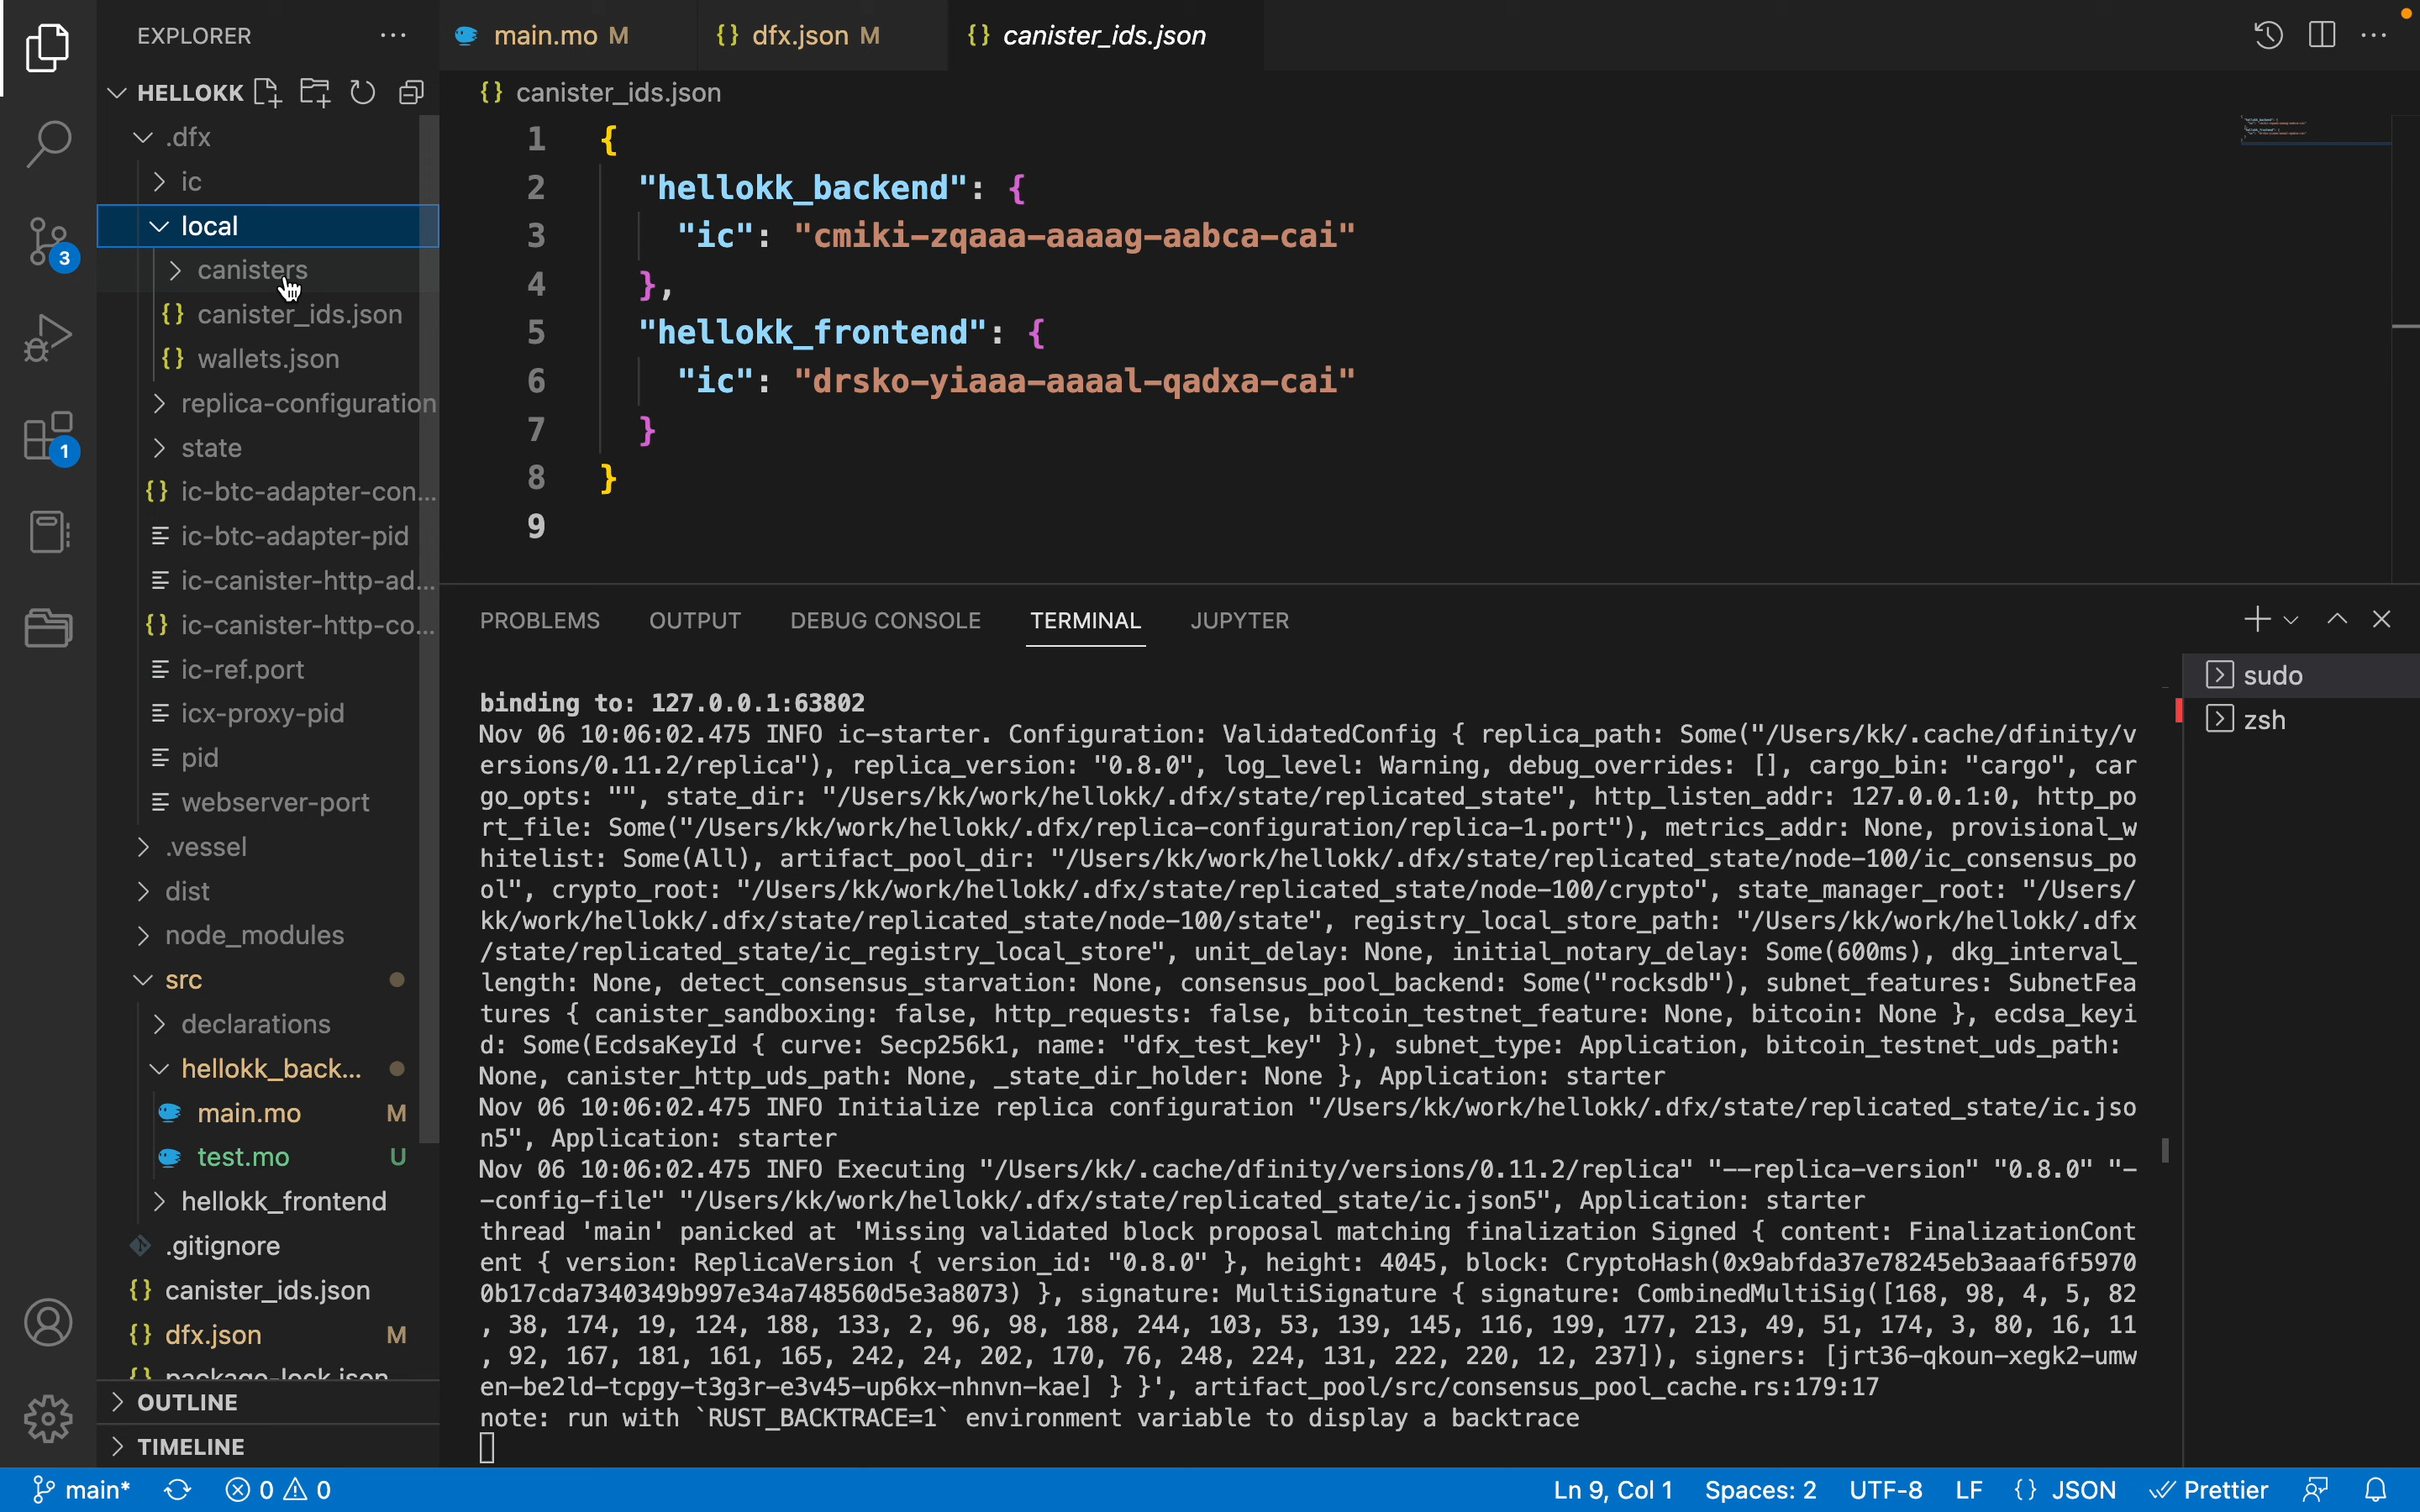 EXPLORER
HELLOKK
.dfx
ic
local
canisters
canister_ids.json
wallets.json
replica-configuration
state
ic-btc-adapter-con...
ic-btc-adapter-pid
ic-canister-http-ad...
ic-canister-http-co...
ic-ref.port
icx-proxy-pid
pid
webserver-port
.vessel
dist
node_modules
src
declarations
hellokk_back...
main.mo M
test.mo U
hellokk_frontend
.gitignore
canister_ids.json
dfx.json M
package-lock.json
OUTLINE
TIMELINE
3
1
main.mo M
{} dfx.json M
{} canister_ids.json
{} canister_ids.json
1 {
2 "hellokk_backend": {
3 "ic": "cmiki-zqaaa-aaaag-aabca-cai"
4 },
5 "hellokk_frontend": {
6 "ic": "drsko-yiaaa-aaaal-qadxa-cai"
7 }
8 }
9
PROBLEMS OUTPUT DEBUG CONSOLE TERMINAL JUPYTER
sudo
zsh
binding to: 127.0.0.1:63802
Nov 06 10:06:02.475 INFO ic-starter. Configuration: ValidatedConfig { replica_path: Some("/Users/kk/.cache/dfinity/v
ersions/0.11.2/replica"), replica_version: "0.8.0", log_level: Warning, debug_overrides: [], cargo_bin: "cargo", car
go_opts: "", state_dir: "/Users/kk/work/hellokk/.dfx/state/replicated_state", http_listen_addr: 127.0.0.1:0, http_po
rt_file: Some("/Users/kk/work/hellokk/.dfx/replica-configuration/replica-1.port"), metrics_addr: None, provisional_w
hitelist: Some(All), artifact_pool_dir: "/Users/kk/work/hellokk/.dfx/state/replicated_state/node-100/ic_consensus_po
ol", crypto_root: "/Users/kk/work/hellokk/.dfx/state/replicated_state/node-100/crypto", state_manager_root: "/Users/
kk/work/hellokk/.dfx/state/replicated_state/node-100/state", registry_local_store_path: "/Users/kk/work/hellokk/.dfx
/state/replicated_state/ic_registry_local_store", unit_delay: None, initial_notary_delay: Some(600ms), dkg_interval_
length: None, detect_consensus_starvation: None, consensus_pool_backend: Some("rocksdb"), subnet_features: SubnetFea
tures { canister_sandboxing: false, http_requests: false, bitcoin_testnet_feature: None, bitcoin: None }, ecdsa_keyi
d: Some(EcdsaKeyId { curve: Secp256k1, name: "dfx_test_key" }), subnet_type: Application, bitcoin_testnet_uds_path:
None, canister_http_uds_path: None, _state_dir_holder: None }, Application: starter
Nov 06 10:06:02.475 INFO Initialize replica configuration "/Users/kk/work/hellokk/.dfx/state/replicated_state/ic.jso
n5", Application: starter
Nov 06 10:06:02.475 INFO Executing "/Users/kk/.cache/dfinity/versions/0.11.2/replica" "--replica-version" "0.8.0" "-
-config-file" "/Users/kk/work/hellokk/.dfx/state/replicated_state/ic.json5", Application: starter
thread 'main' panicked at 'Missing validated block proposal matching finalization Signed { content: FinalizationCont
ent { version: ReplicaVersion { version_id: "0.8.0" }, height: 4045, block: CryptoHash(0x9abfda37e78245eb3aaaf6f5970
0b17cda7340349b997e34a748560d5e3a8073) }, signature: MultiSignature { signature: CombinedMultiSig([168, 98, 4, 5, 82
, 38, 174, 19, 124, 188, 133, 2, 96, 98, 188, 244, 103, 53, 139, 145, 116, 199, 177, 213, 49, 51, 174, 3, 80, 16, 11
, 92, 167, 181, 161, 165, 242, 24, 202, 170, 76, 248, 224, 131, 222, 220, 12, 237]), signers: [jrt36-qkoun-xegk2-umw
en-be2ld-tcpgy-t3g3r-e3v45-up6kx-nhnvn-kae] } }', artifact_pool/src/consensus_pool_cache.rs:179:17
note: run with `RUST_BACKTRACE=1` environment variable to display a backtrace
main* 0 0 Ln 9, Col 1 Spaces: 2 UTF-8 LF {} JSON Prettier